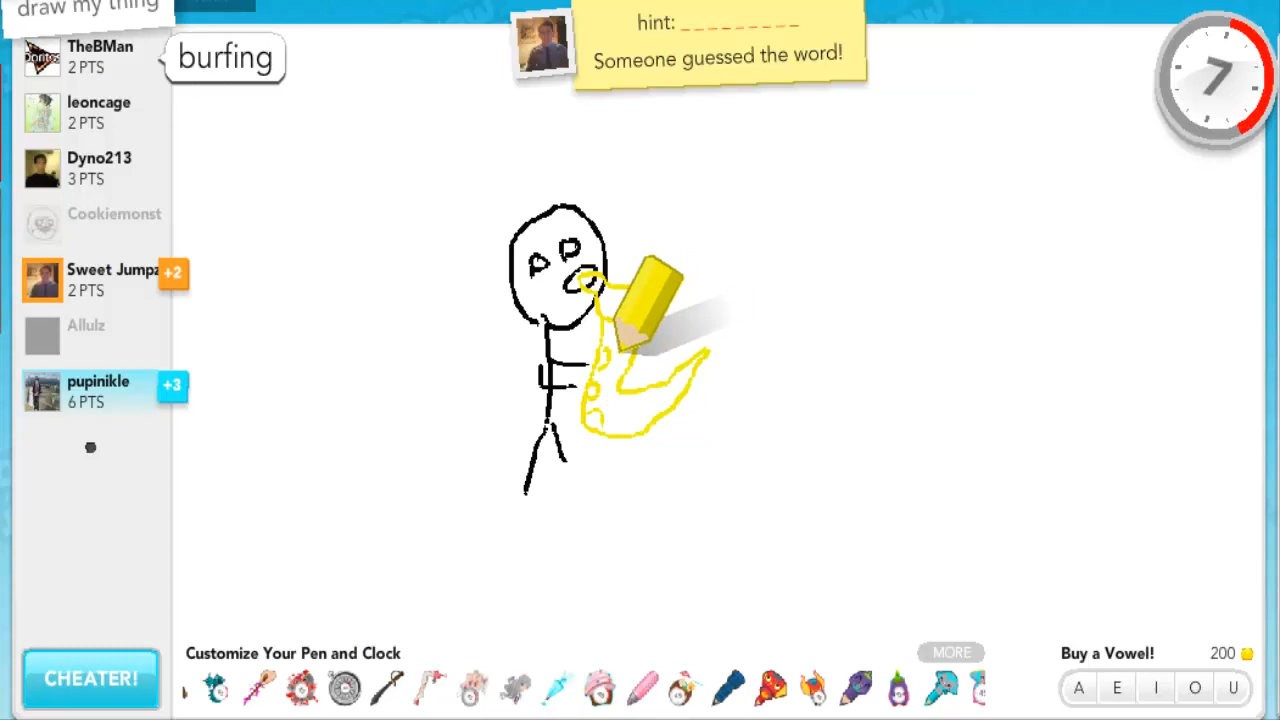 draw my thing
TheBMan
2 PTS
burfing
leoncage
2 PTS
Dyno213
3 PTS
Cookiemonst
Sweet Jumpz
2 PTS
+2
Allulz
pupinikle
6 PTS
+3
CHEATER!
hint: _ _ _ _ _ _ _ _ _
Someone guessed the word!
7
Customize Your Pen and Clock
MORE
Buy a Vowel!
200
A E I O U